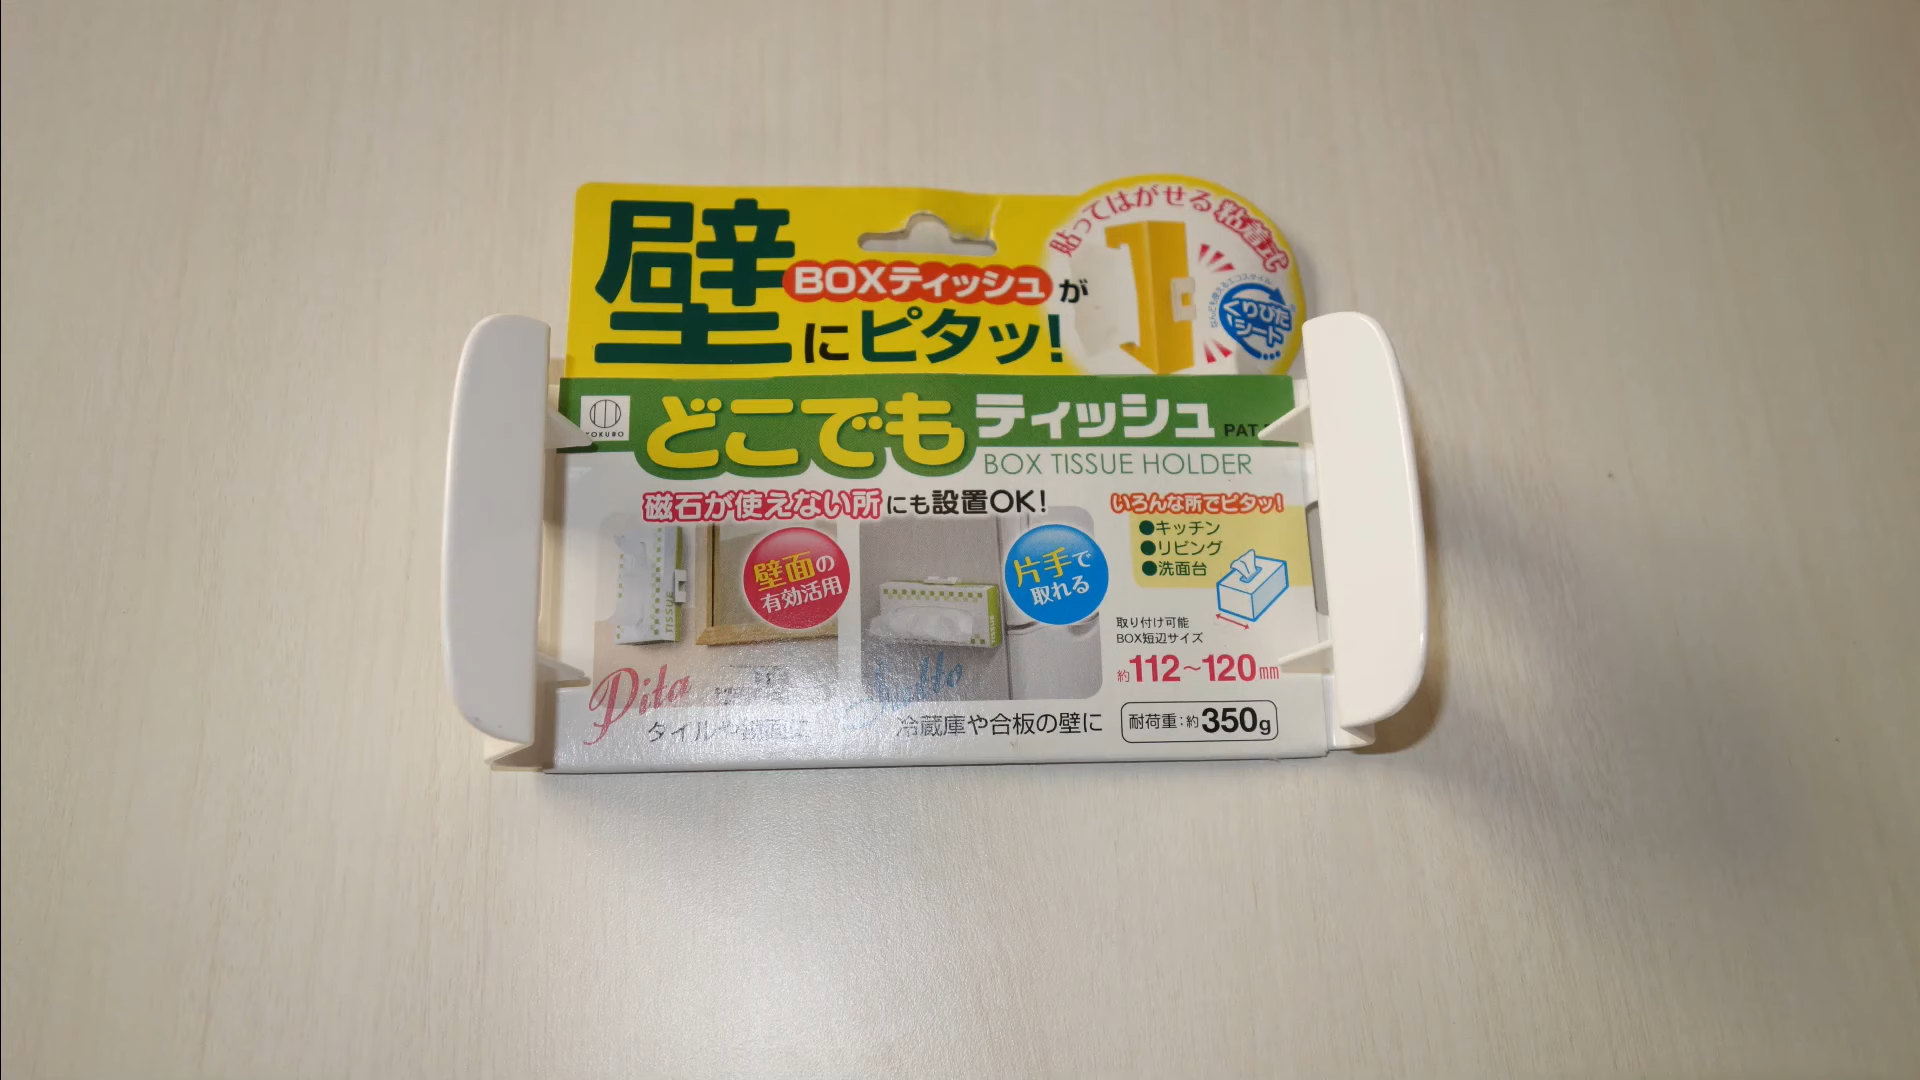 貼ってはがせる粘着式
壁
BOXティッシュが
にピタッ!
くりぴた
シート
KOKUBO
どこでもティッシュ PAT
BOX TISSUE HOLDER
磁石が使えない所にも設置OK!
いろんな所でピタッ!
●キッチン
●リビング
●洗面台
壁面の
有効活用
片手で
取れる
TISSUE
取り付け可能
BOX短辺サイズ
約112~120mm
Pita
タイルや
冷蔵庫や合板の壁に
耐荷重:約350g